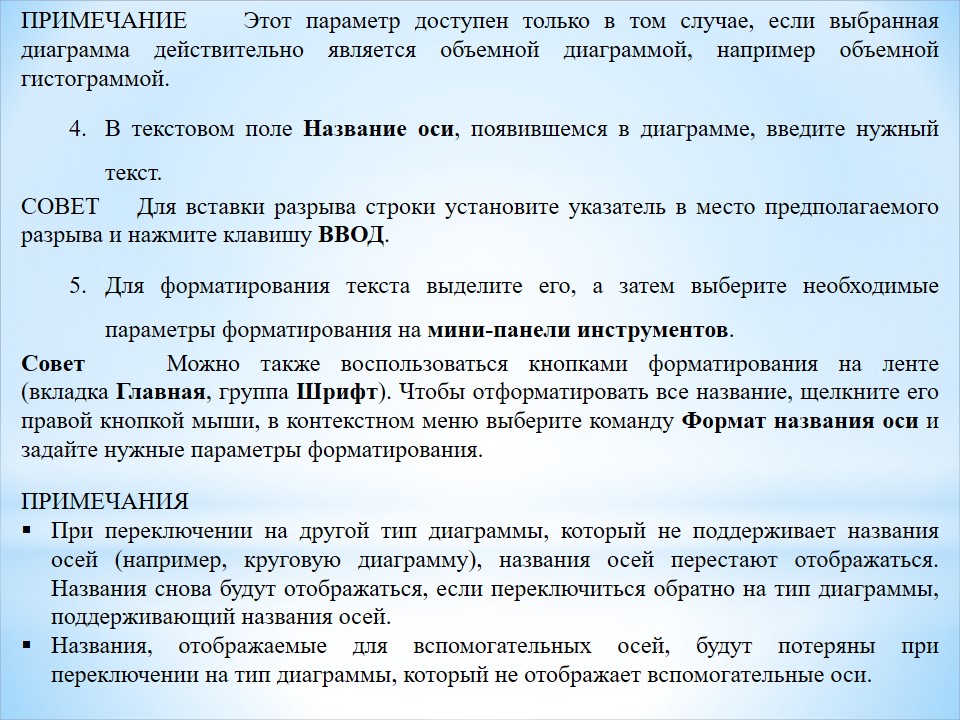 ПРИМЕЧАНИЕ Этот параметр доступен только в том случае, если выбранная
диаграмма действительно является объемной диаграммой, например объемной
гистограммой.
4. В текстовом поле Название оси, появившемся в диаграмме, введите нужный
текст.
СОВЕТ Для вставки разрыва строки установите указатель в место предполагаемого
разрыва и нажмите клавишу ВВОД.
5. Для форматирования текста выделите его, а затем выберите необходимые
параметры форматирования на мини-панели инструментов.
Совет Можно также воспользоваться кнопками форматирования на ленте
(вкладка Главная, группа Шрифт). Чтобы отформатировать все название, щелкните его
правой кнопкой мыши, в контекстном меню выберите команду Формат названия оси и
задайте нужные параметры форматирования.
ПРИМЕЧАНИЯ
▪ При переключении на другой тип диаграммы, который не поддерживает названия
осей (например, круговую диаграмму), названия осей перестают отображаться.
Названия снова будут отображаться, если переключиться обратно на тип диаграммы,
поддерживающий названия осей.
▪ Названия, отображаемые для вспомогательных осей, будут потеряны при
переключении на тип диаграммы, который не отображает вспомогательные оси.